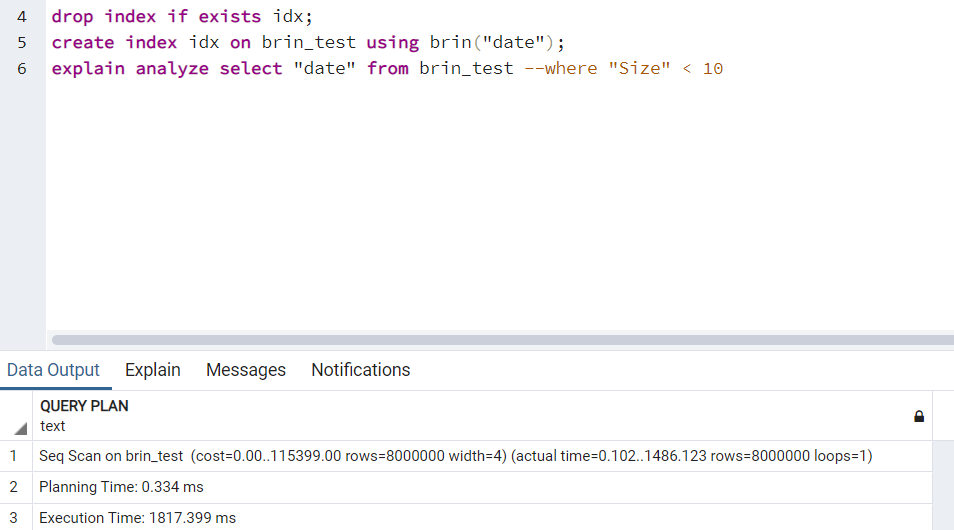 4 drop index if exists idx;
5 create index idx on brin_test using brin("date");
6 explain analyze select "date" from brin_test --where "Size" < 10
Data Output Explain Messages Notifications
QUERY PLAN
text
1 Seq Scan on brin_test (cost=0.00..115399.00 rows=8000000 width=4) (actual time=0.102..1486.123 rows=8000000 loops=1)
2 Planning Time: 0.334 ms
3 Execution Time: 1817.399 ms